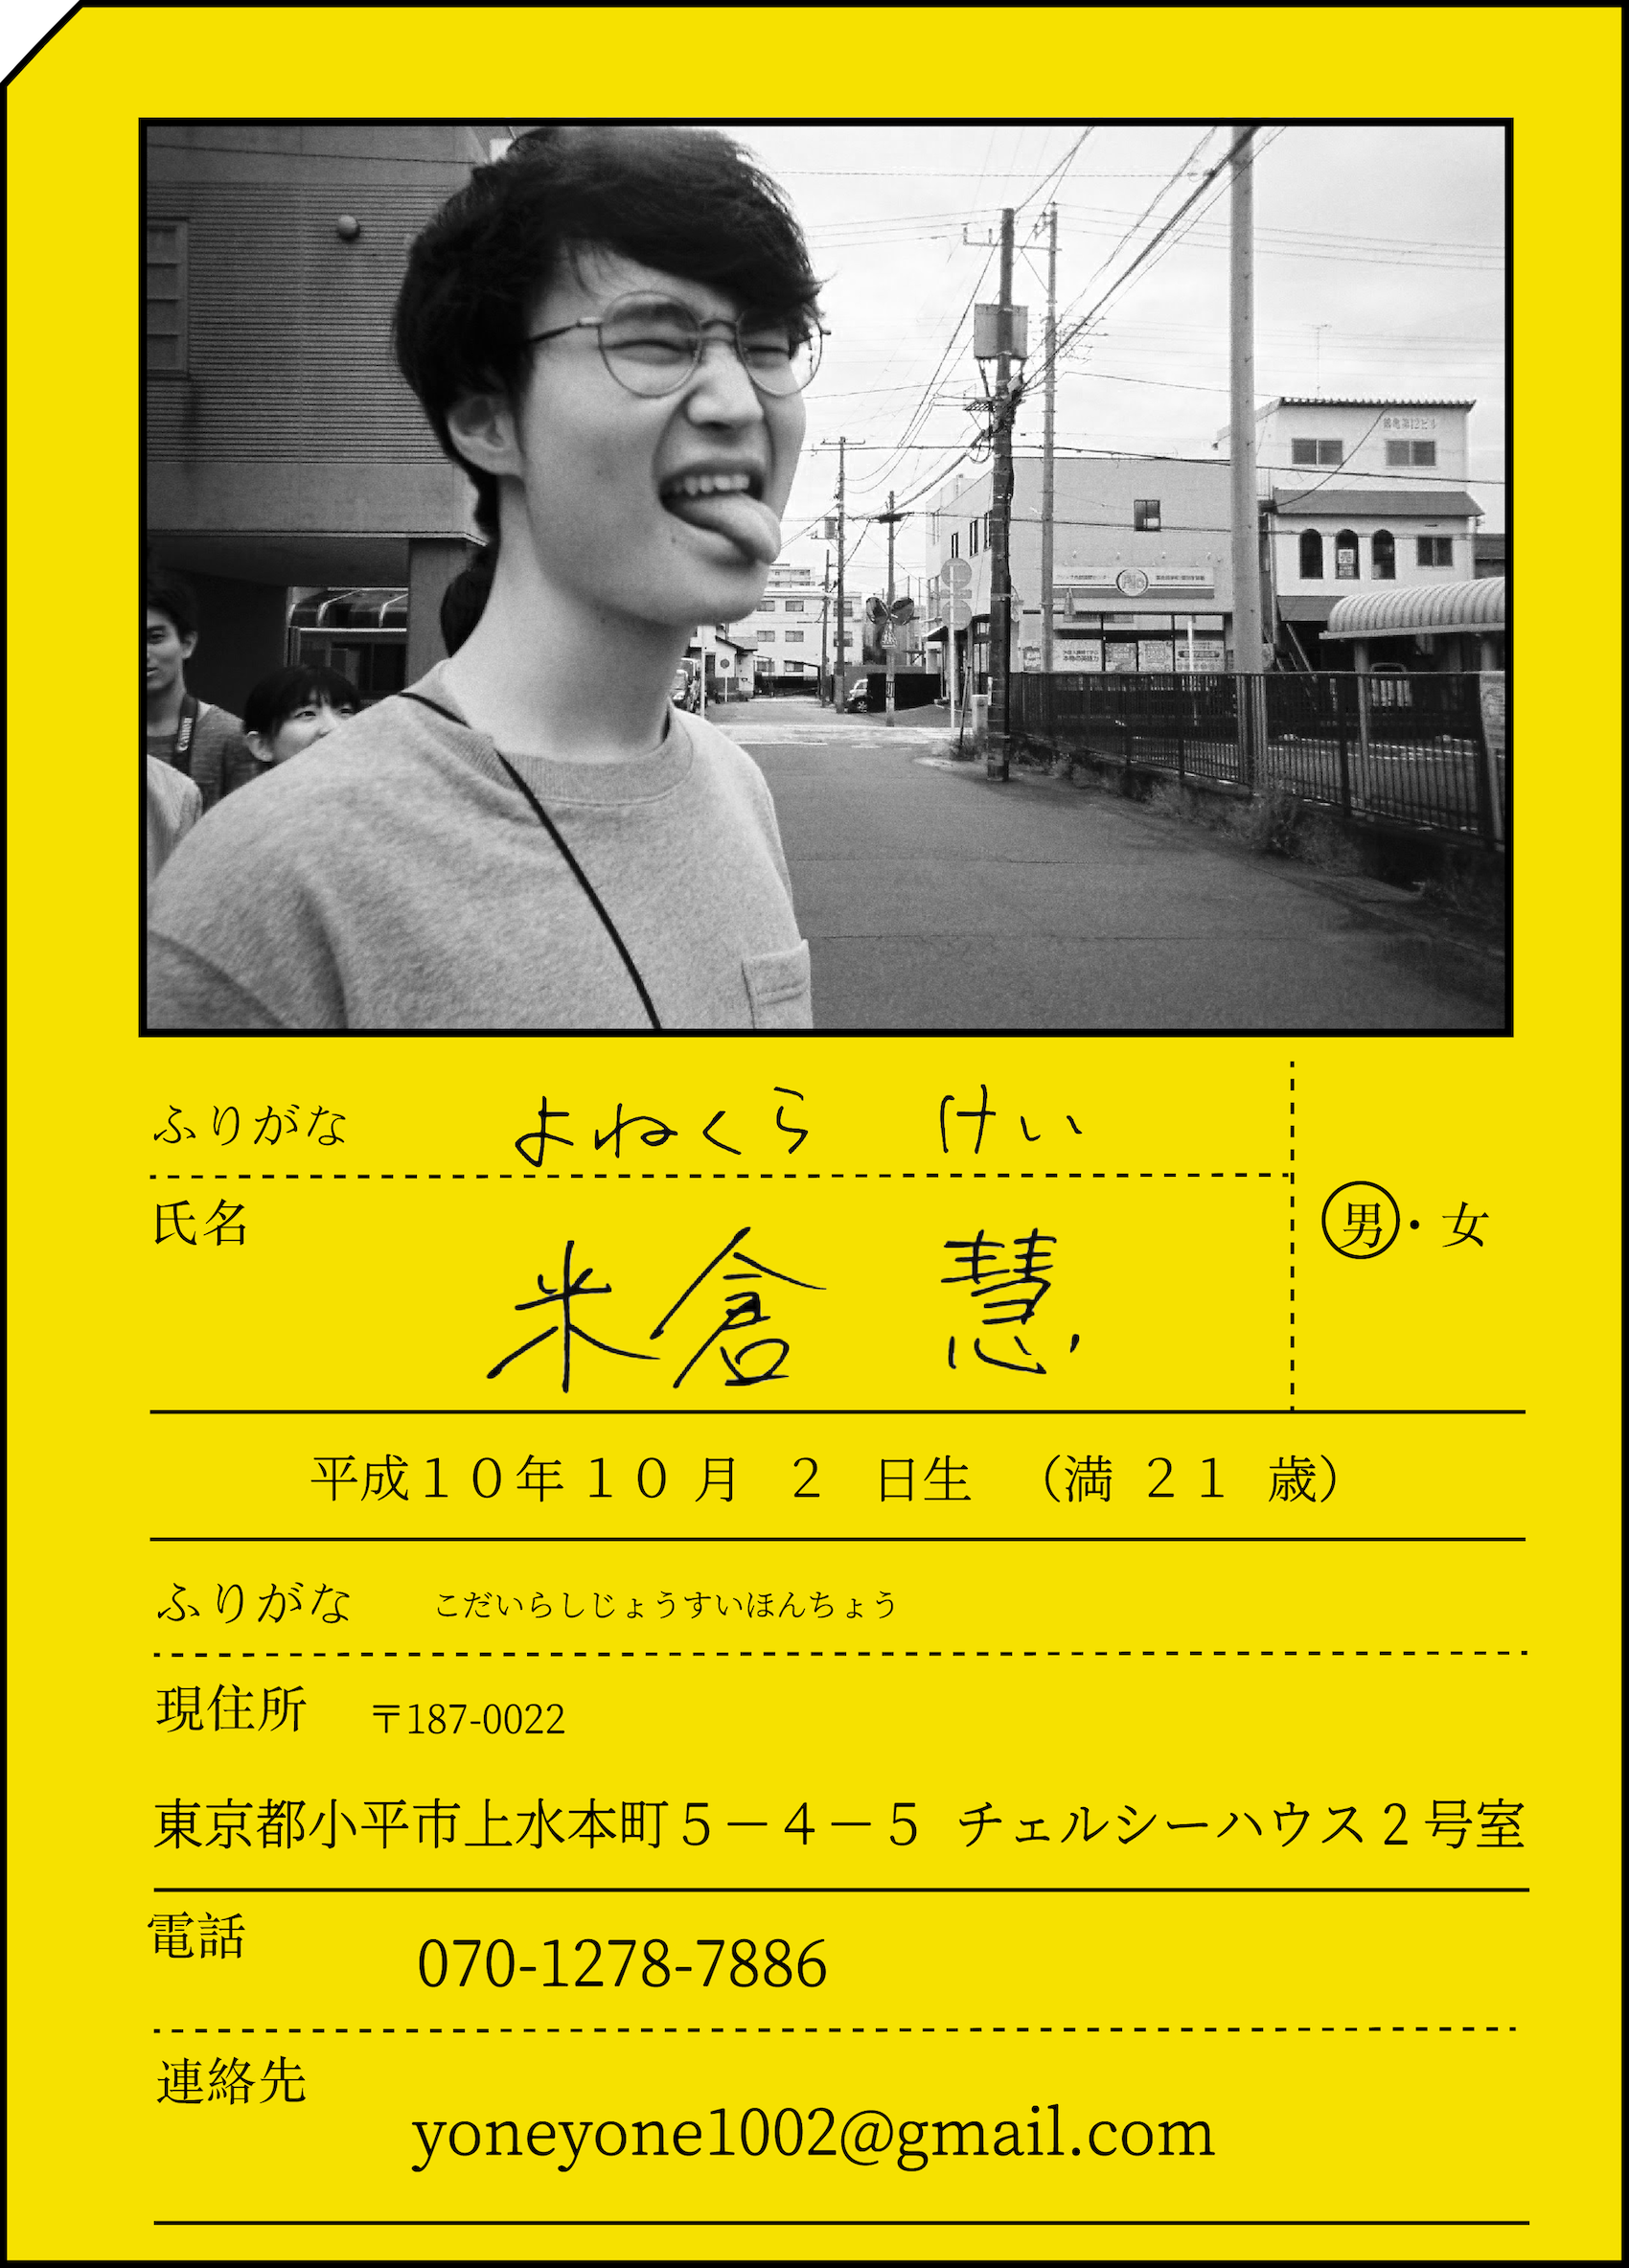 ふりがな よねくら けい
氏名 米倉 慧
男・女
平成10年10月 2 日生 （満 21 歳）
ふりがな こだいらしじょうすいほんちょう
現住所 〒187-0022
東京都小平市上水本町5－4－5 チェルシーハウス2号室
電話 070-1278-7886
連絡先 yoneyone1002@gmail.com